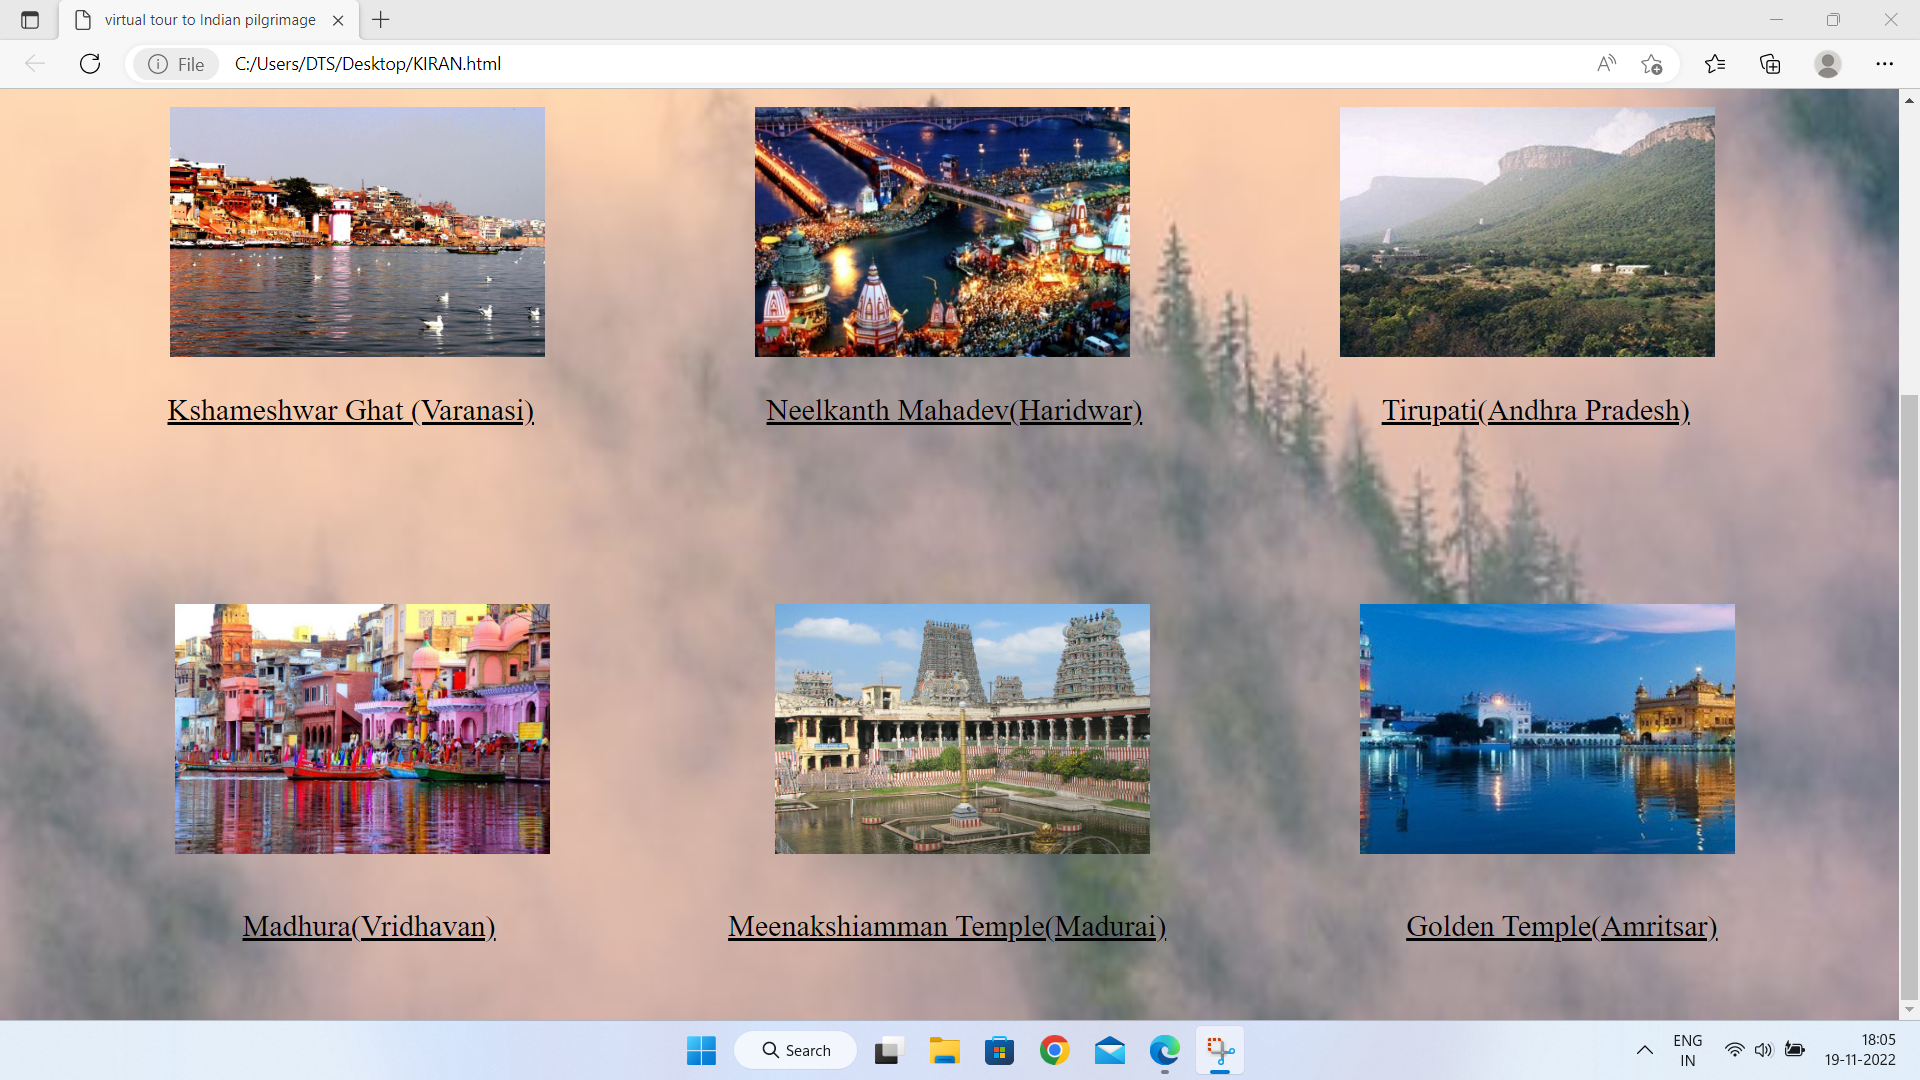 virtual tour to Indian pilgrimage
File
C:/Users/DTS/Desktop/KIRAN.html
Kshameshwar Ghat (Varanasi)
Neelkanth Mahadev(Haridwar)
Tirupati(Andhra Pradesh)
Madhura(Vridhavan)
Meenakshiamman Temple(Madurai)
Golden Temple(Amritsar)
Search
ENG
IN
18:05
19-11-2022